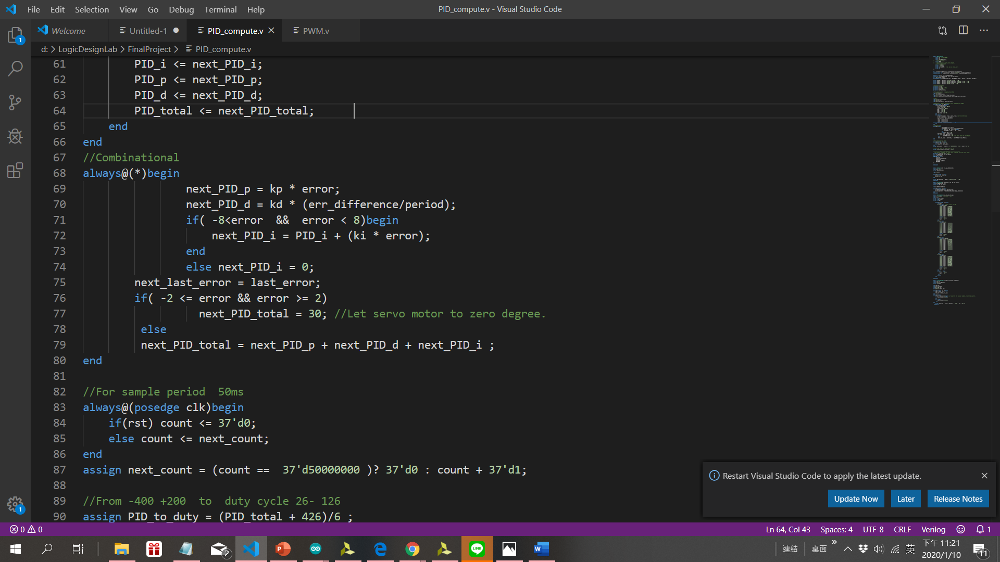 File Edit Selection View Go Debug Terminal Help
PID_compute.v - Visual Studio Code
Welcome
Untitled-1
PID_compute.v
PWM.v
d: > LogicDesignLab > FinalProject > PID_compute.v
61 PID_i <= next_PID_i;
62 PID_p <= next_PID_p;
63 PID_d <= next_PID_d;
64 PID_total <= next_PID_total;
65 end
66 end
67 //Combinational
68 always@(*)begin
69 next_PID_p = kp * error;
70 next_PID_d = kd * (err_difference/period);
71 if( -8<error  &&  error < 8)begin
72 next_PID_i = PID_i + (ki * error);
73 end
74 else next_PID_i = 0;
75 next_last_error = last_error;
76 if( -2 <= error && error >= 2)
77 next_PID_total = 30; //Let servo motor to zero degree.
78 else
79 next_PID_total = next_PID_p + next_PID_d + next_PID_i ;
80 end
81
82 //For sample period  50ms
83 always@(posedge clk)begin
84 if(rst) count <= 37'd0;
85 else count <= next_count;
86 end
87 assign next_count = (count ==  37'd50000000 )? 37'd0 : count + 37'd1;
88
89 //From -400 +200  to  duty cycle 26- 126
90 assign PID_to_duty = (PID_total + 426)/6 ;
Restart Visual Studio Code to apply the latest update.
Update Now
Later
Release Notes
0 0
Ln 64, Col 43
Spaces: 4
UTF-8
CRLF
Verilog
1
連結
桌面
英
下午 11:21
2020/1/10
11